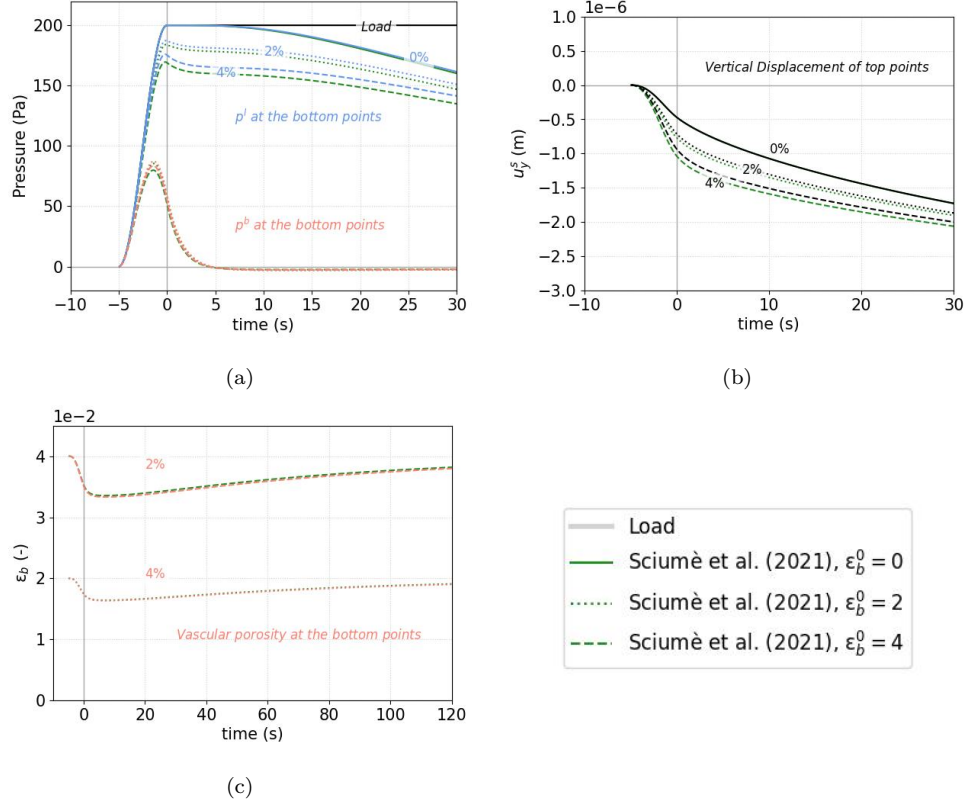 200
150
100
50
0
Pressure (Pa)
Load
0%
2%
4%
p^l at the bottom points
p^b at the bottom points
−10 −5 0 5 10 15 20 25 30
time (s)
(a)
1e−6
1.0
0.5
0.0
−0.5
−1.0
−1.5
−2.0
−2.5
−3.0
u_y^s (m)
Vertical Displacement of top points
0%
2%
4%
−10 0 10 20 30
time (s)
(b)
1e−2
4
3
2
1
0
ε_b (-)
2%
4%
Vascular porosity at the bottom points
0 20 40 60 80 100 120
time (s)
(c)
Load
Sciumè et al. (2021), ε_b^0 = 0
Sciumè et al. (2021), ε_b^0 = 2
Sciumè et al. (2021), ε_b^0 = 4